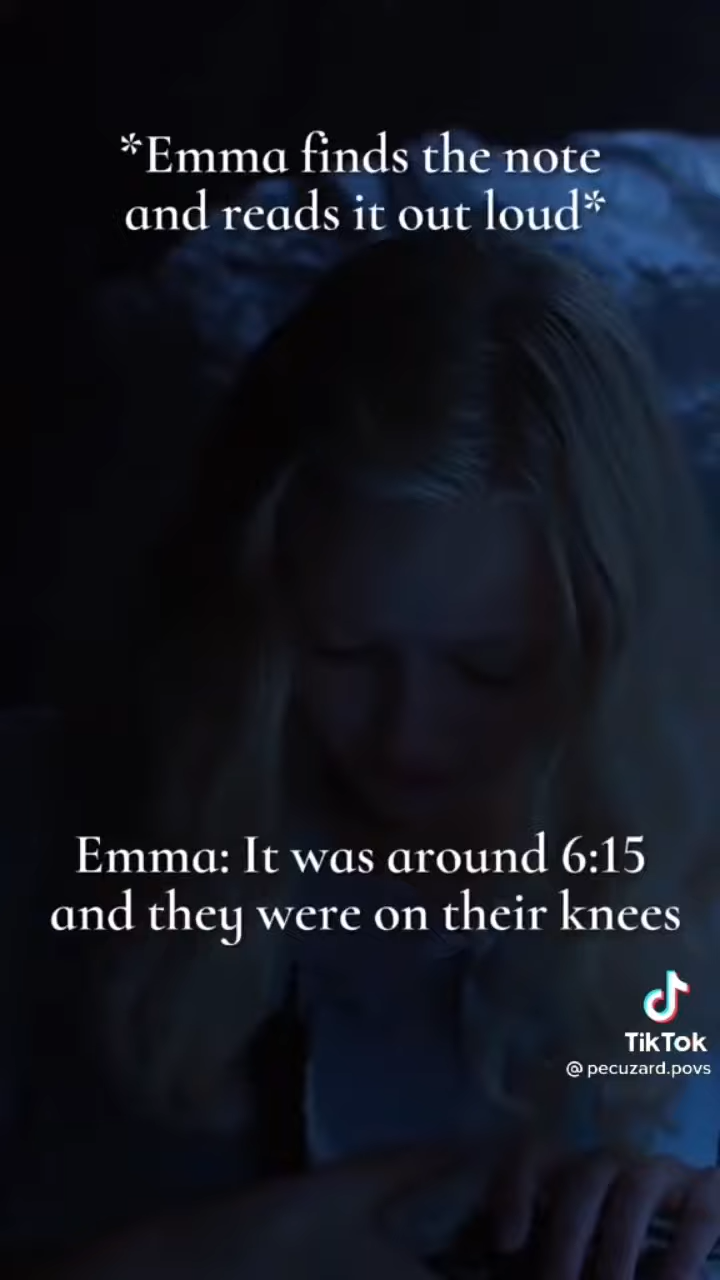 *Emma finds the note
and reads it out loud*
Emma: It was around 6:15
and they were on their knees
TikTok
@ pecuzard.povs